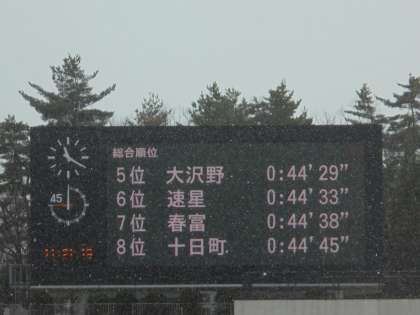 総合順位
5位 大沢野 0:44'29"
6位 速星 0:44'33"
7位 春富 0:44'38"
8位 十日町 0:44'45"
45